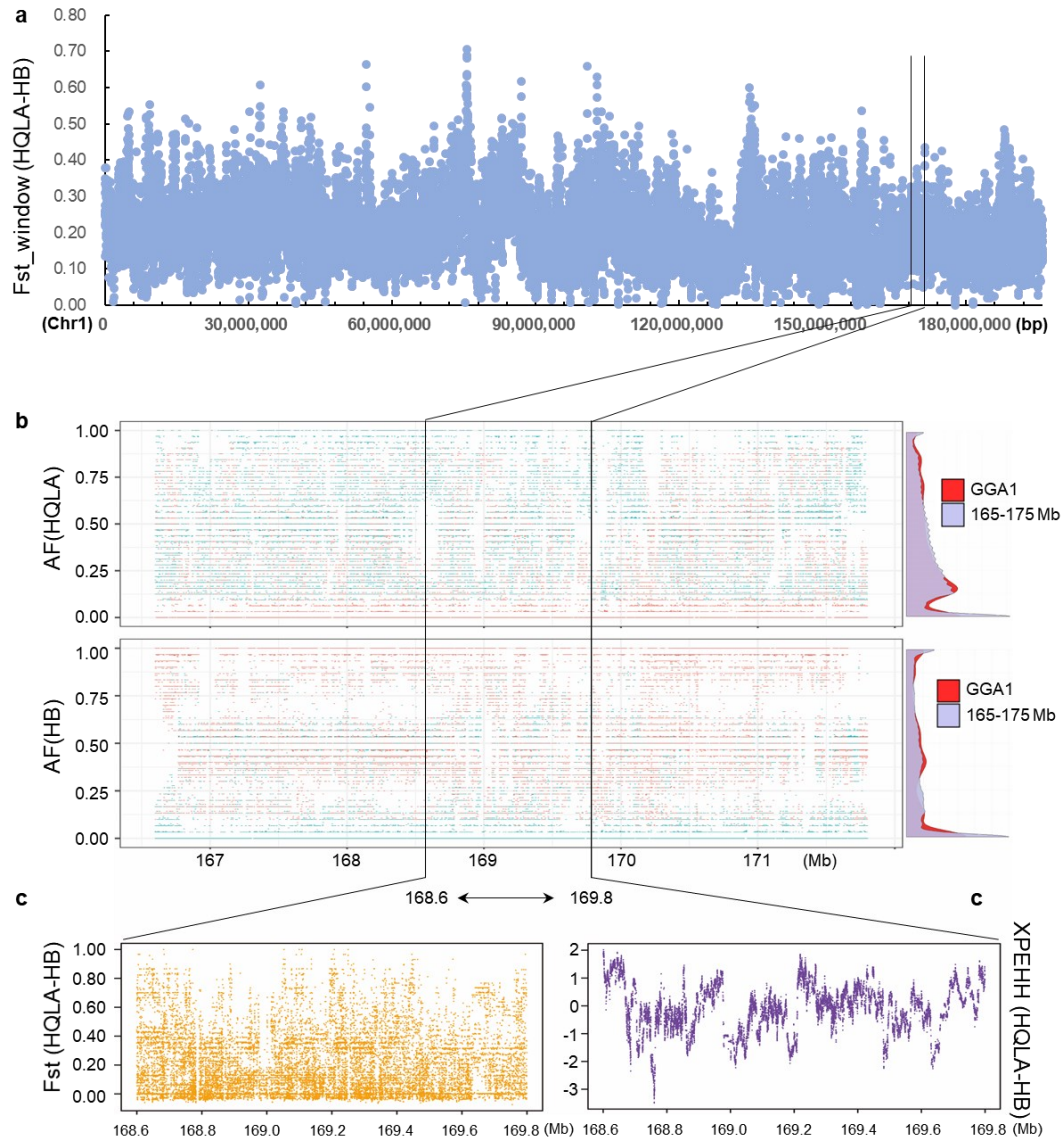 a
0.80
0.70
0.60
0.50
0.40
0.30
0.20
0.10
0.00
Fst_window (HQLA-HB)
(Chr1) 0 30,000,000 60,000,000 90,000,000 120,000,000 150,000,000 180,000,000 (bp)
b
1.00
0.75
0.50
0.25
0.00
AF(HQLA)
GGA1
165-175 Mb
1.00
0.75
0.50
0.25
0.00
AF(HB)
GGA1
165-175 Mb
167 168 169 170 171 (Mb)
168.6 169.8
c
1.00
0.80
0.60
0.40
0.20
0.00
Fst (HQLA-HB)
168.6 168.8 169.0 169.2 169.4 169.6 169.8 (Mb)
c
2
1
0
-1
-2
-3
XPEHH (HQLA-HB)
168.6 168.8 169.0 169.2 169.4 169.6 169.8 (Mb)